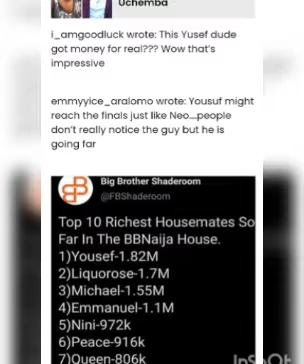 Uchemba
i_amgoodluck wrote: This Yusef dude
got money for real??? Wow that's
impressive
emmyyice_aralomo wrote: Yousuf might
reach the finals just like Neo....people
don't really notice the guy but he is
going far
Big Brother Shaderoom
@FBShaderoom
Top 10 Richest Housemates So
Far In The BBNaija House.
1)Yousef-1.82M
2)Liquorose-1.7M
3)Michael-1.55M
4)Emmanuel-1.1M
5)Nini-972k
6)Peace-916k
7)Queen-806k
InShot